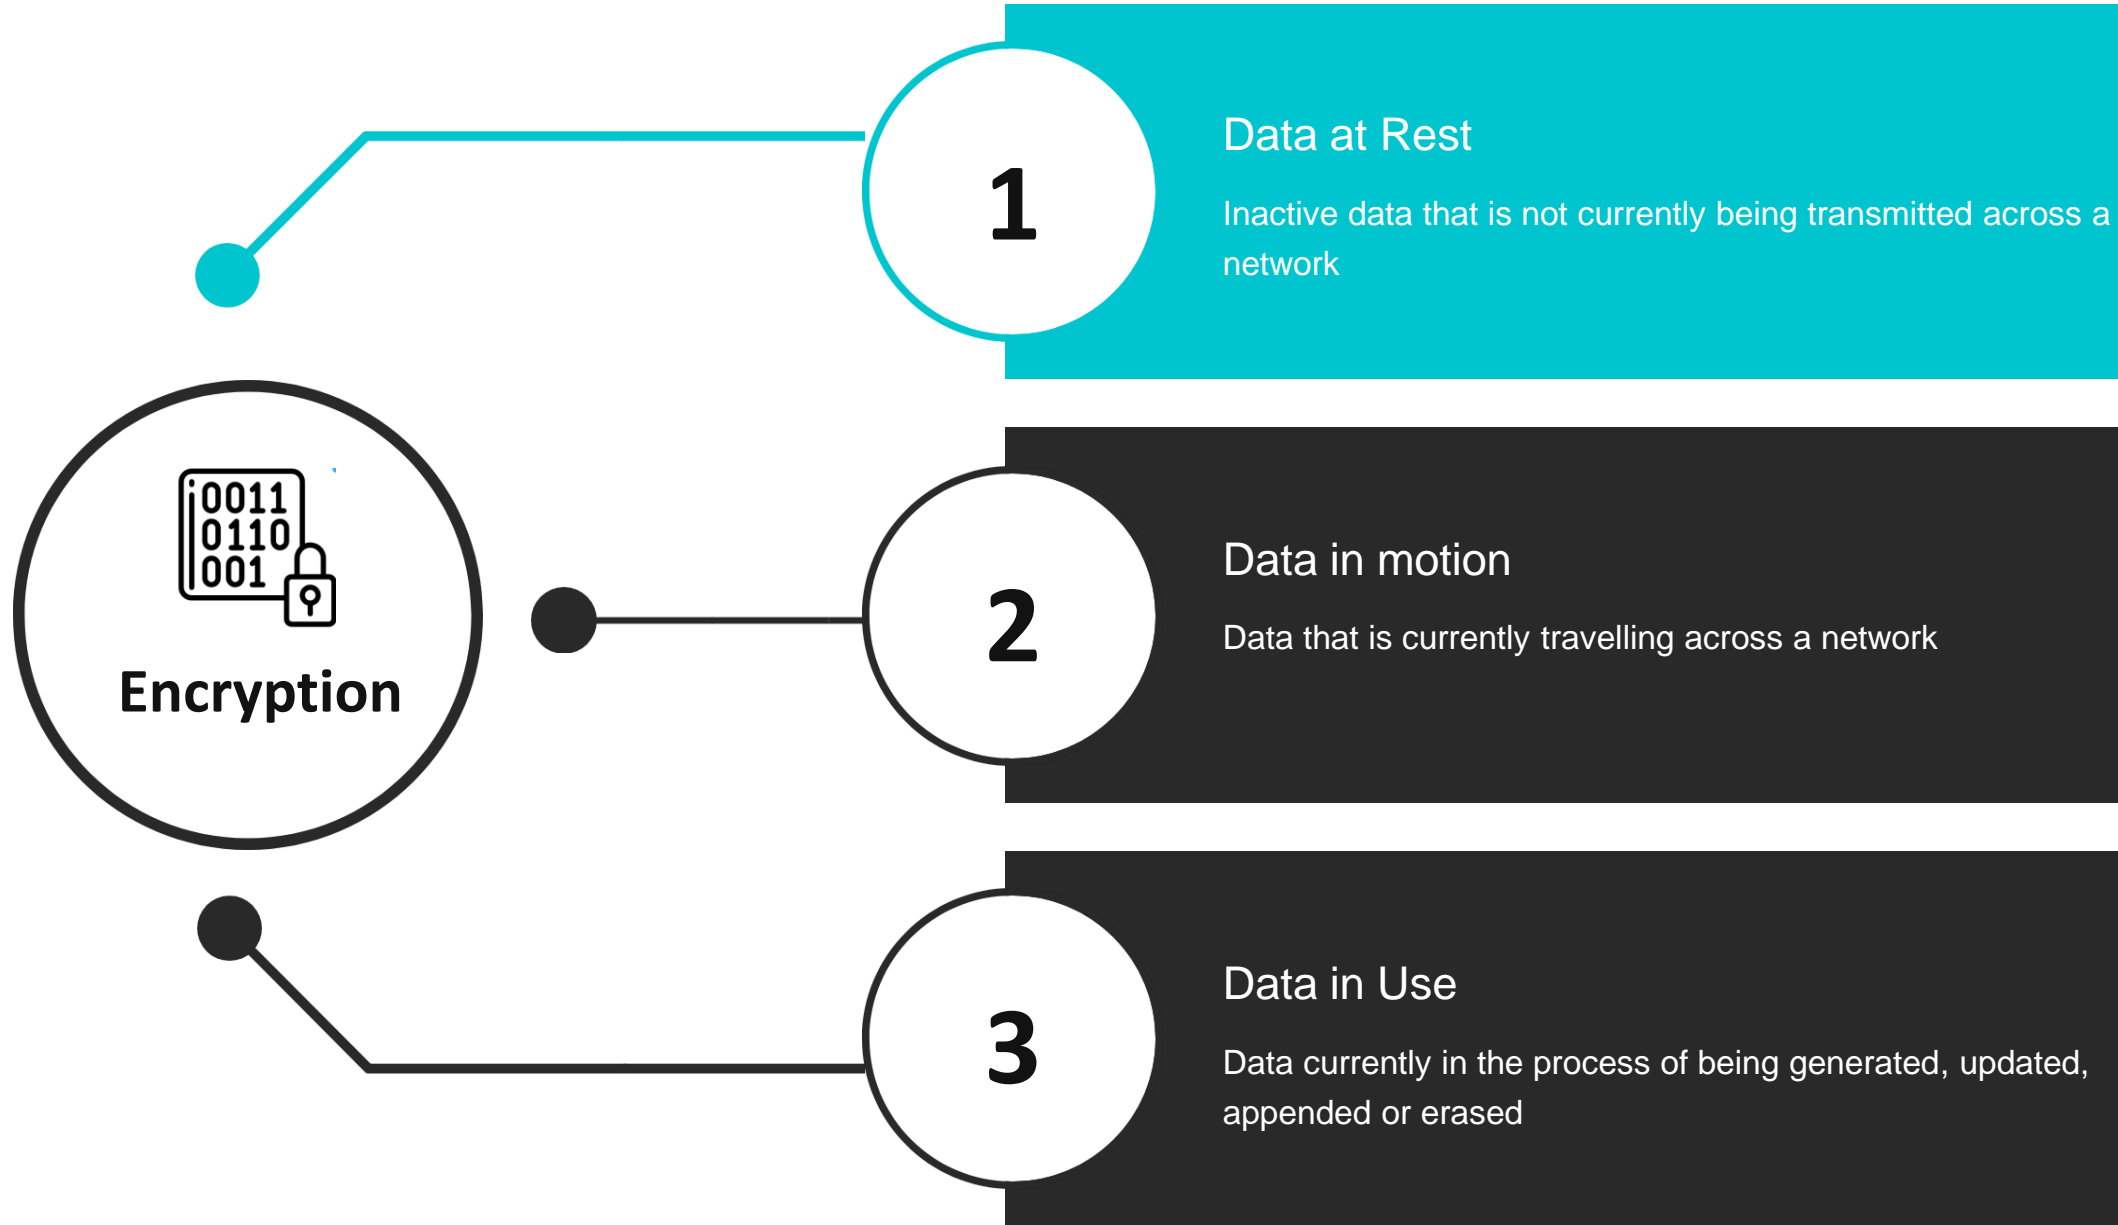 1
Data at Rest
Inactive data that is not currently being transmitted across a
network
0011
0110
001
Encryption
2
Data in motion
Data that is currently travelling across a network
3
Data in Use
Data currently in the process of being generated, updated,
appended or erased